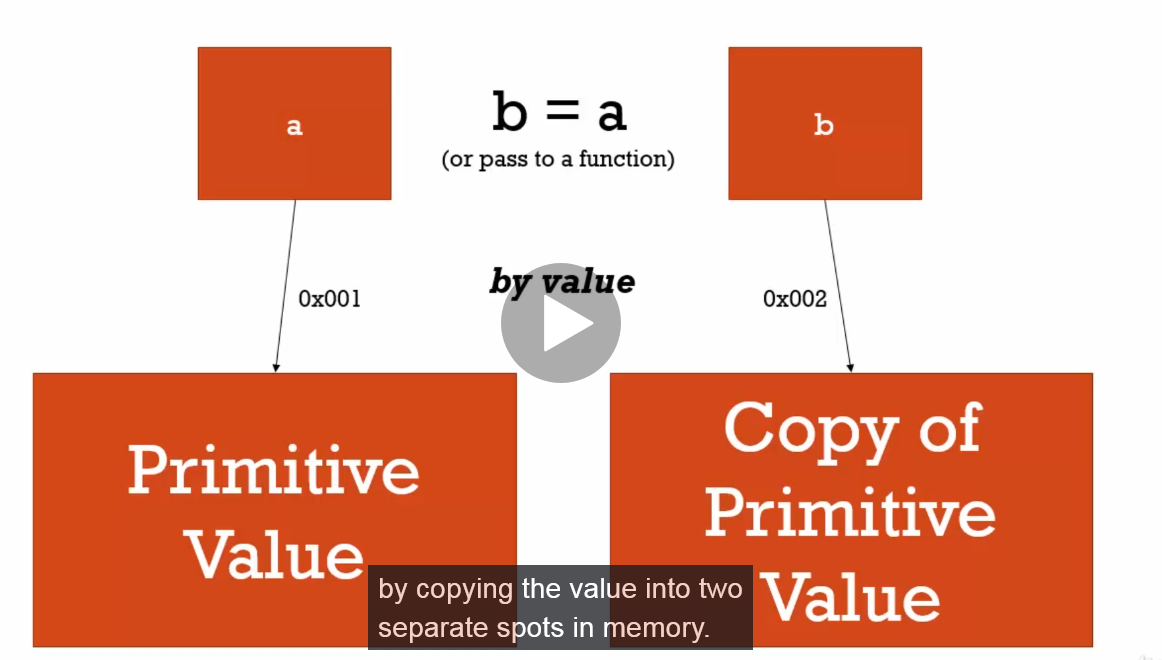 a
b = a
(or pass to a function)
b
by value
0x001
0x002
Primitive
Value
Copy of
Primitive
Value
by copying the value into two
separate spots in memory.